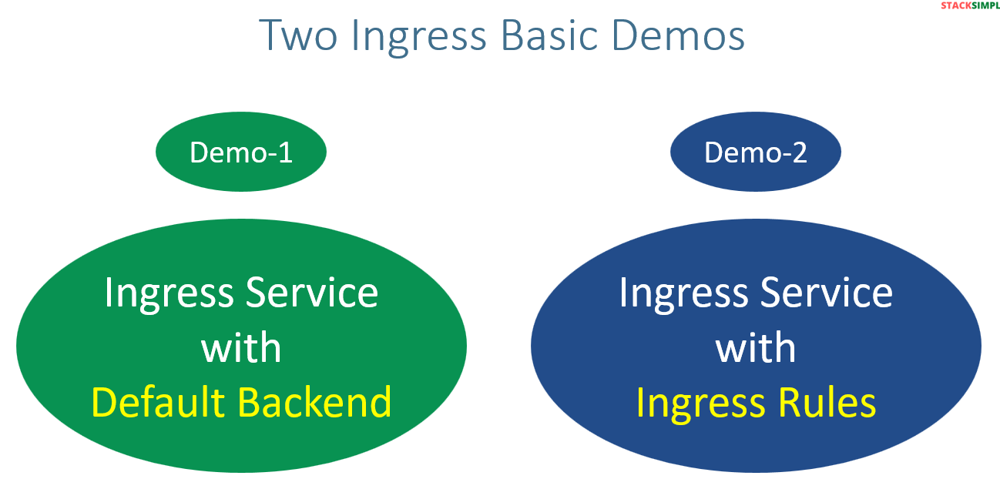 STACKSIMPL
Two Ingress Basic Demos
Demo-1
Demo-2
Ingress Service
with
Default Backend
Ingress Service
with
Ingress Rules